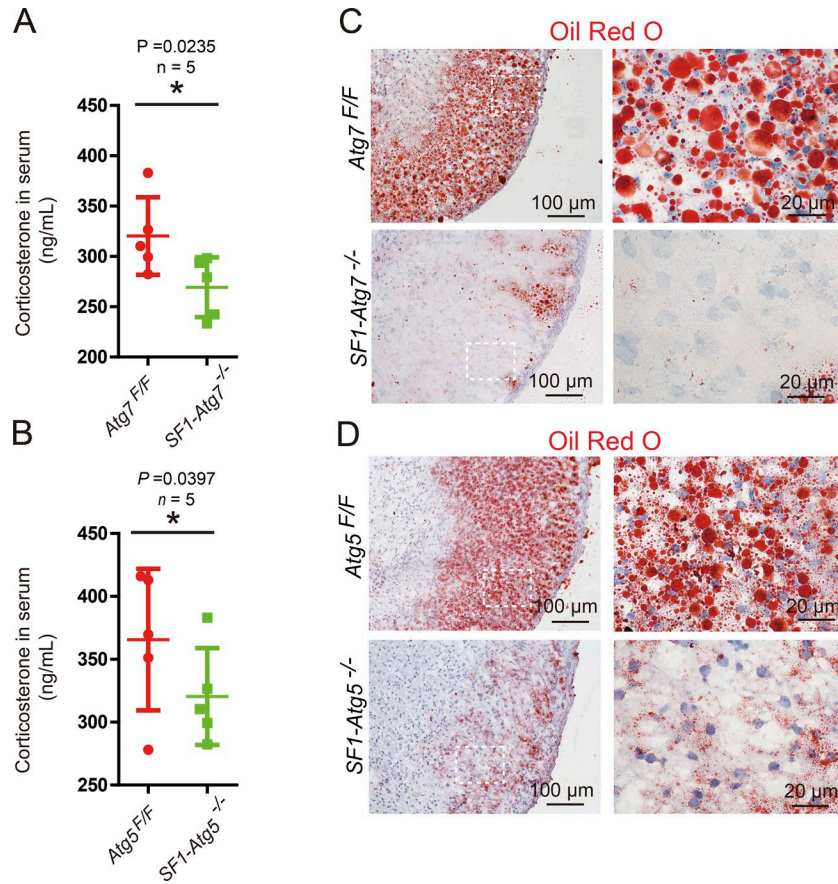 A
P =0.0235
n = 5
*
450
400
350
300
250
200
Corticosterone in serum
(ng/mL)
Atg7 F/F
SF1-Atg7 -/-
B
P =0.0397
n = 5
*
450
400
350
300
250
Corticosterone in serum
(ng/mL)
Atg5 F/F
SF1-Atg5 -/-
C
Oil Red O
Atg7 F/F
100 µm
20 µm
SF1-Atg7 -/-
100 µm
20 µm
D
Oil Red O
Atg5 F/F
100 µm
20 µm
SF1-Atg5 -/-
100 µm
20 µm